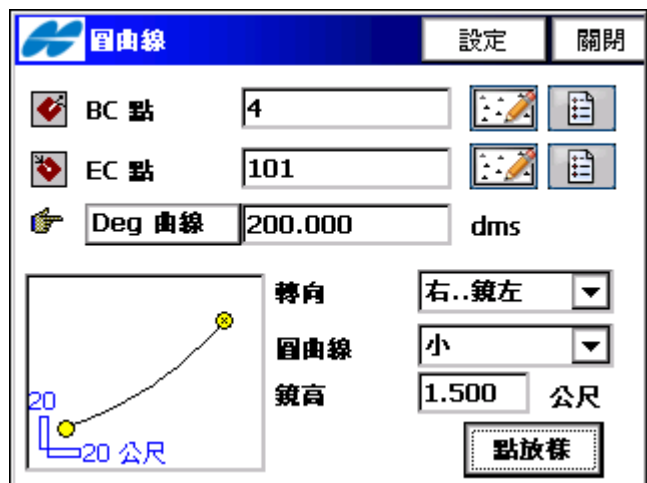 圓曲線 設定 關閉
BC 點 4
EC 點 101
Deg 曲線 200.000 dms
轉向 右..鏡左
圓曲線 小
鏡高 1.500 公尺
20
20 公尺
點放樣